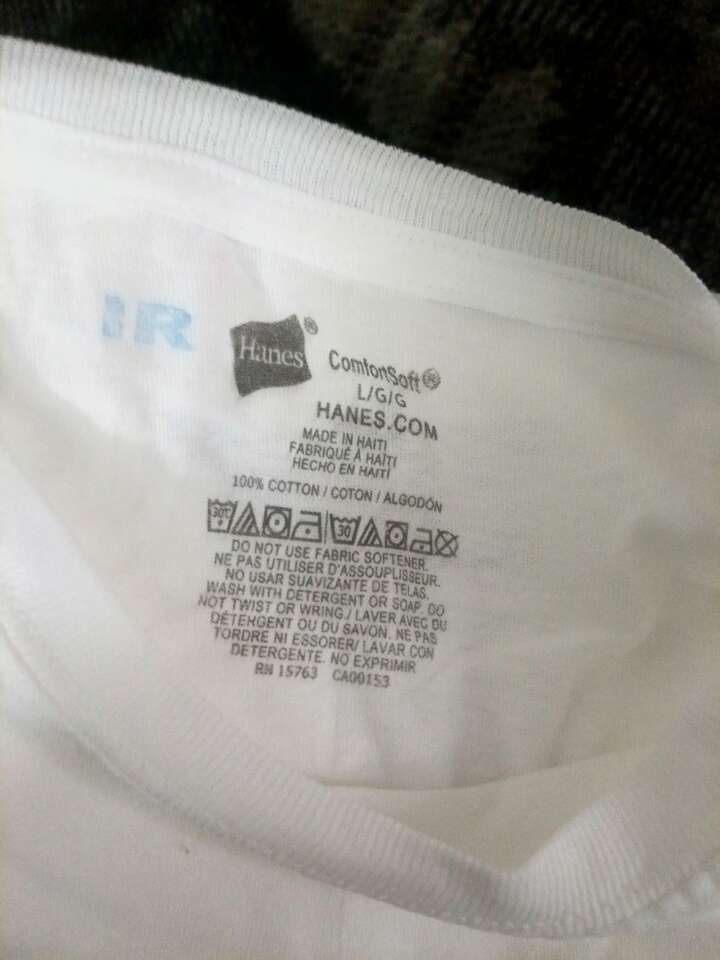 IR
Hanes®
ComfortSoft®
L/G/G
HANES.COM
MADE IN HAITI
FABRIQUÉ À HAÏTI
HECHO EN HAITÍ
100% COTTON / COTON / ALGODÓN
30°C
30
DO NOT USE FABRIC SOFTENER.
NE PAS UTILISER D'ASSOUPLISSEUR.
NO USAR SUAVIZANTE DE TELAS.
WASH WITH DETERGENT OR SOAP. DO
NOT TWIST OR WRING./ LAVER AVEC DU
DÉTERGENT OU DU SAVON. NE PAS
TORDRE NI ESSORER/ LAVAR CON
DETERGENTE. NO EXPRIMIR
RN 15763 CA00153